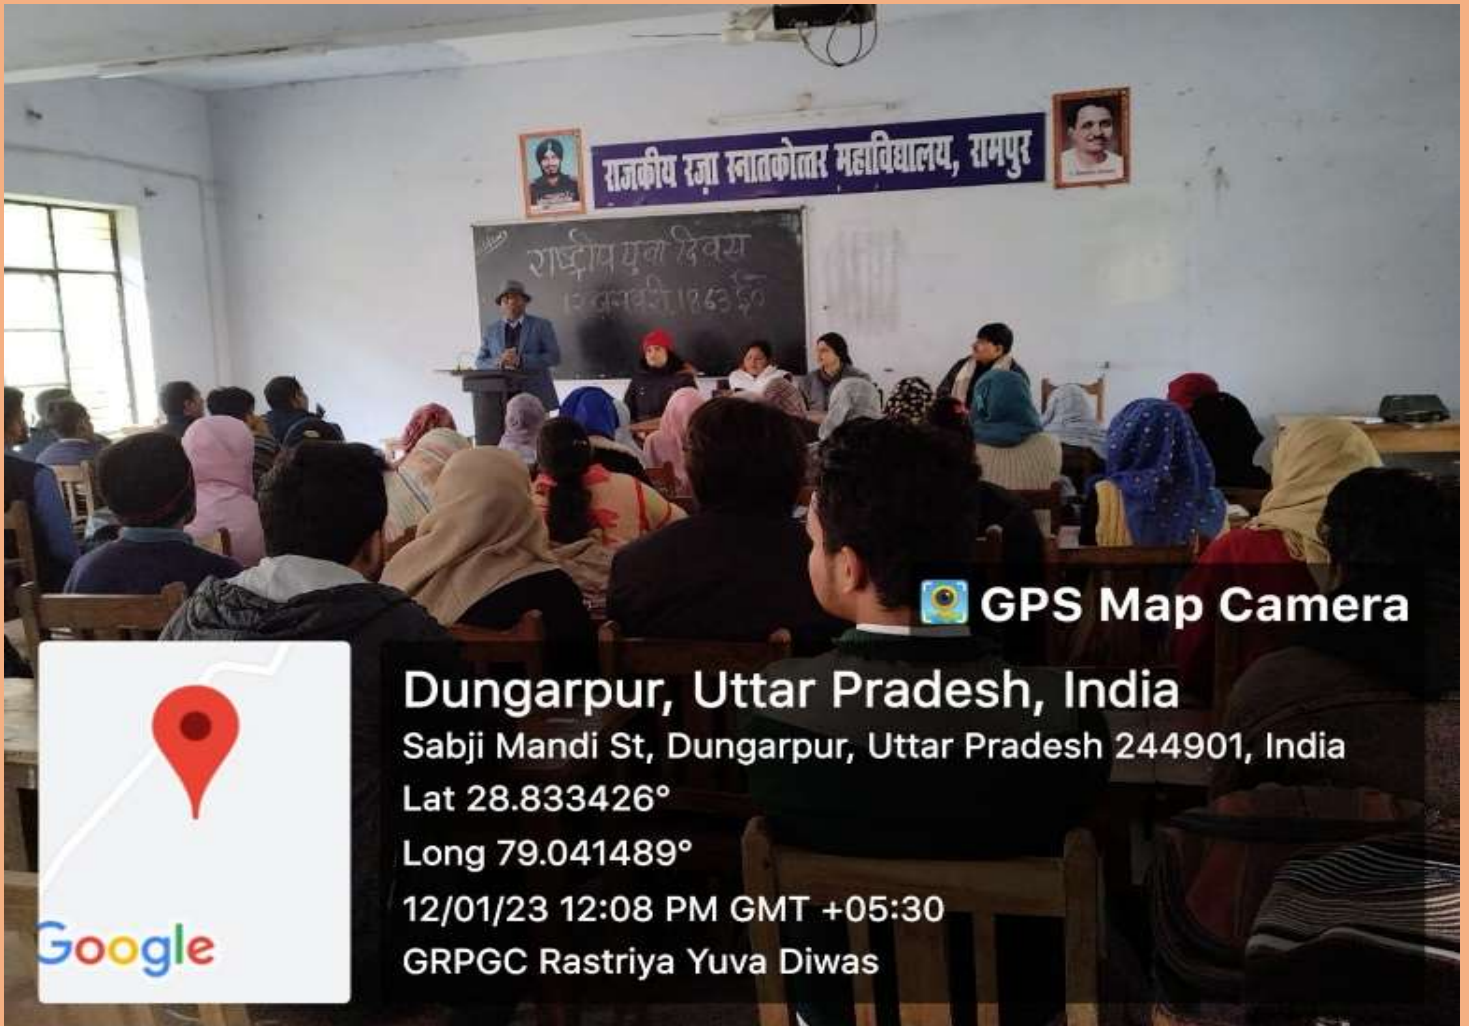 राजकीय रज़ा स्नातकोत्तर महाविद्यालय, रामपुर
राष्ट्रीय युवा दिवस
१२ जनवरी, १८६३ ई०
GPS Map Camera
Dungarpur, Uttar Pradesh, India
Sabji Mandi St, Dungarpur, Uttar Pradesh 244901, India
Lat 28.833426°
Long 79.041489°
12/01/23 12:08 PM GMT +05:30
GRPGC Rastriya Yuva Diwas
Google